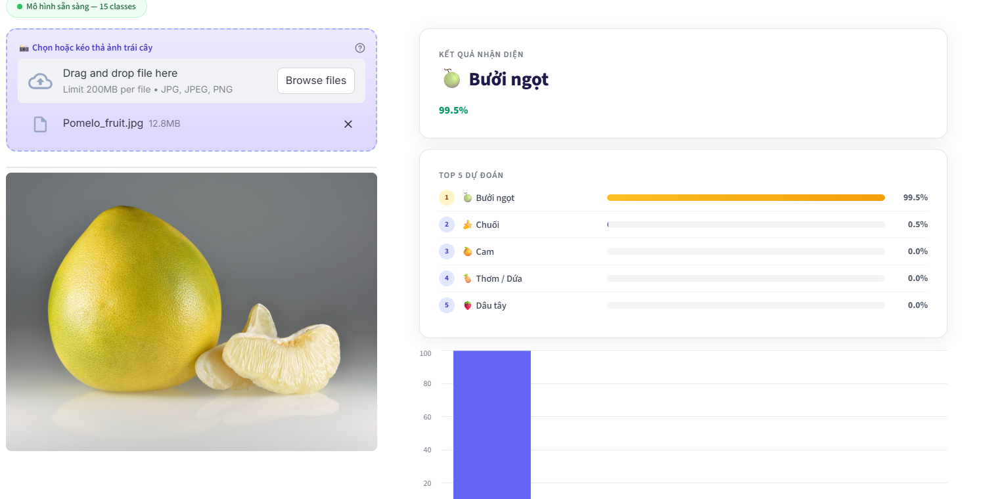 Mô hình sẵn sàng — 15 classes
Chọn hoặc kéo thả ảnh trái cây
Drag and drop file here
Limit 200MB per file • JPG, JPEG, PNG
Browse files
Pomelo_fruit.jpg 12.8MB
KẾT QUẢ NHẬN DIỆN
Bưởi ngọt
99.5%
TOP 5 DỰ ĐOÁN
1 Bưởi ngọt 99.5%
2 Chuối 0.5%
3 Cam 0.0%
4 Thơm / Dứa 0.0%
5 Dâu tây 0.0%
100
80
60
40
20